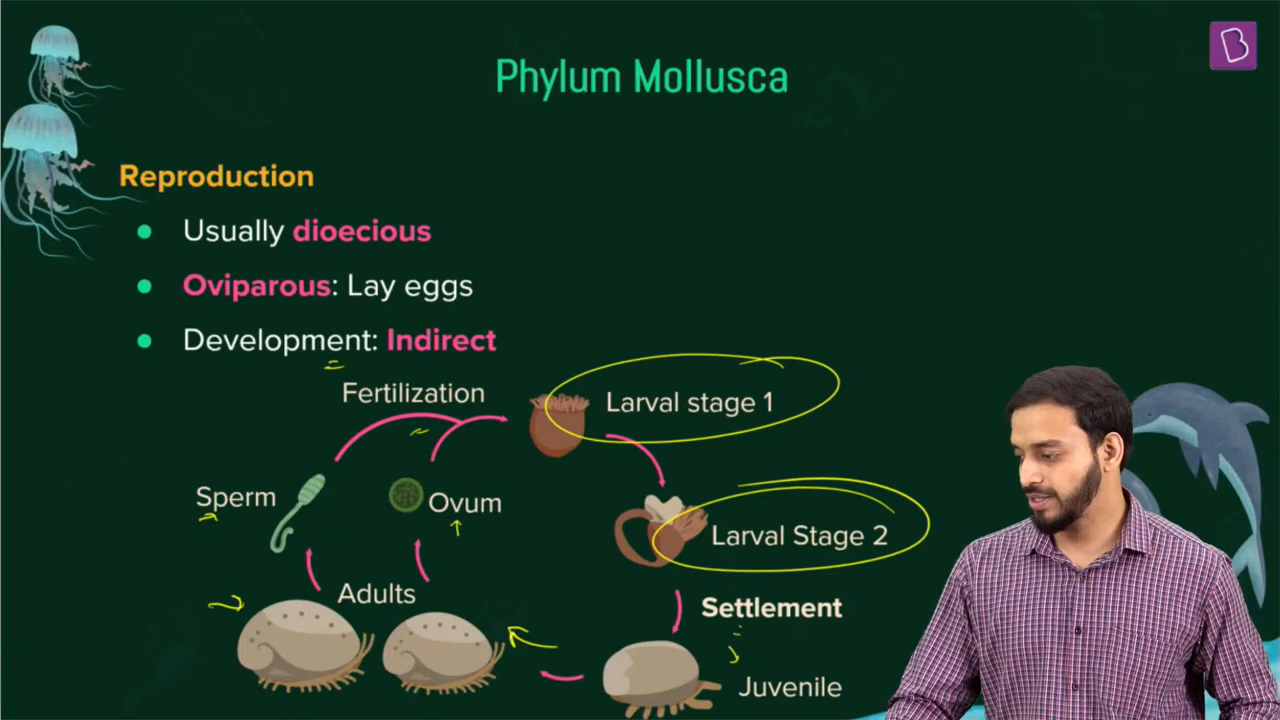 Phylum Mollusca
Reproduction
Usually dioecious
Oviparous: Lay eggs
Development: Indirect
Fertilization
Larval stage 1
Sperm
Ovum
Larval Stage 2
Adults
Settlement
Juvenile